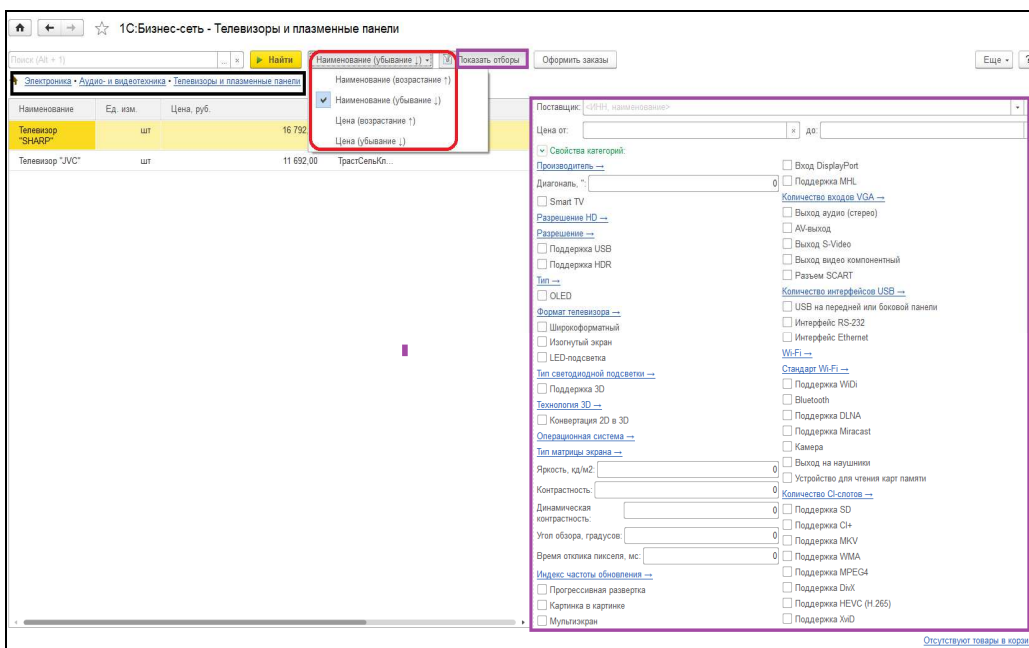 1С:Бизнес-сеть - Телевизоры и плазменные панели
Поиск (Alt + 1) ... × Найти Наименование (убывание ↓) Показать отборы Оформить заказы Еще ?
Электроника • Аудио- и видеотехника • Телевизоры и плазменные панели
Наименование (возрастание ↑)
Наименование (убывание ↓)
Цена (возрастание ↑)
Цена (убывание ↓)
Наименование Ед. изм. Цена, руб.
Телевизор "SHARP" шт 16 792,
Телевизор "JVC" шт 11 692,00 ТрастСельКл...
Поставщик: <ИНН, наименование>
Цена от: × до:
Свойства категорий:
Производитель →
Диагональ, ": 0
Smart TV
Разрешение HD →
Разрешение →
Поддержка USB
Поддержка HDR
Тип →
OLED
Формат телевизора →
Широкоформатный
Изогнутый экран
LED-подсветка
Тип светодиодной подсветки →
Поддержка 3D
Технология 3D →
Конвертация 2D в 3D
Операционная система →
Тип матрицы экрана →
Яркость, кд/м2: 0
Контрастность: 0
Динамическая
контрастность: 0
Угол обзора, градусов: 0
Время отклика пикселя, мс: 0
Индекс частоты обновления →
Прогрессивная развертка
Картинка в картинке
Мультиэкран
Вход DisplayPort
Поддержка MHL
Количество входов VGA →
Выход аудио (стерео)
AV-выход
Выход S-Video
Выход видео компонентный
Разъем SCART
Количество интерфейсов USB →
USB на передней или боковой панели
Интерфейс RS-232
Интерфейс Ethernet
Wi-Fi →
Стандарт Wi-Fi →
Поддержка WiDi
Bluetooth
Поддержка DLNA
Поддержка Miracast
Камера
Выход на наушники
Устройство для чтения карт памяти
Количество CI-слотов →
Поддержка SD
Поддержка CI+
Поддержка MKV
Поддержка WMA
Поддержка MPEG4
Поддержка DivX
Поддержка HEVC (H.265)
Поддержка XviD
Отсутствуют товары в корзи